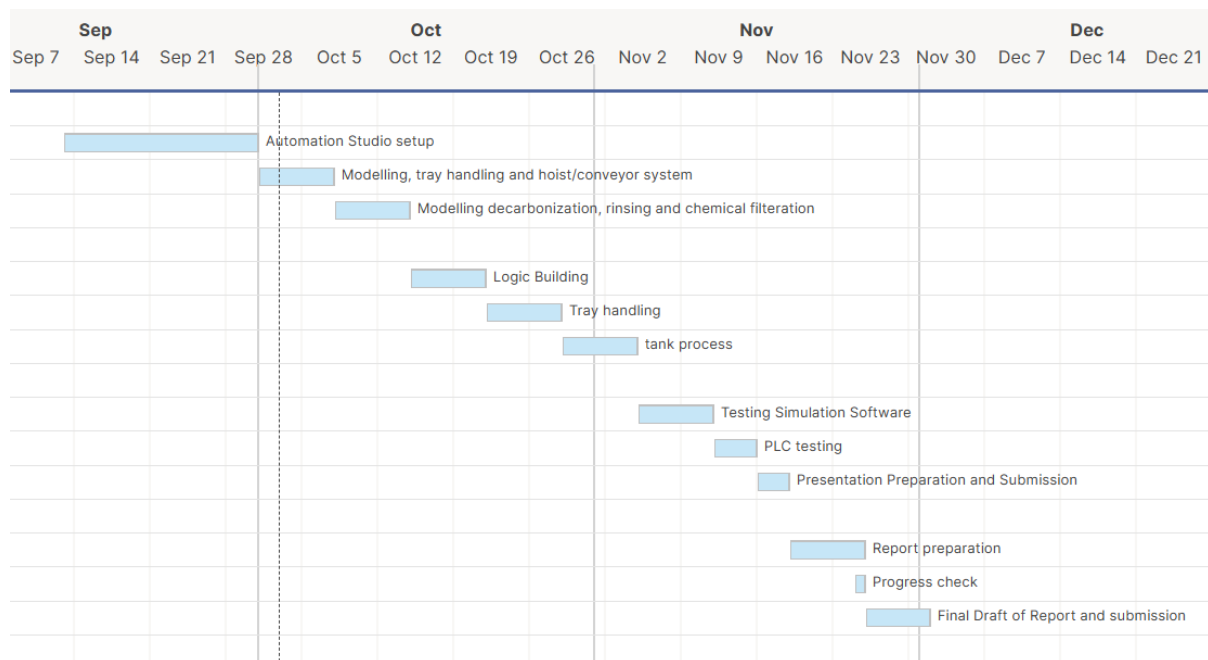 Sep Oct Nov Dec
Sep 7 Sep 14 Sep 21 Sep 28 Oct 5 Oct 12 Oct 19 Oct 26 Nov 2 Nov 9 Nov 16 Nov 23 Nov 30 Dec 7 Dec 14 Dec 21
Automation Studio setup
Modelling, tray handling and hoist/conveyor system
Modelling decarbonization, rinsing and chemical filteration
Logic Building
Tray handling
tank process
Testing Simulation Software
PLC testing
Presentation Preparation and Submission
Report preparation
Progress check
Final Draft of Report and submission